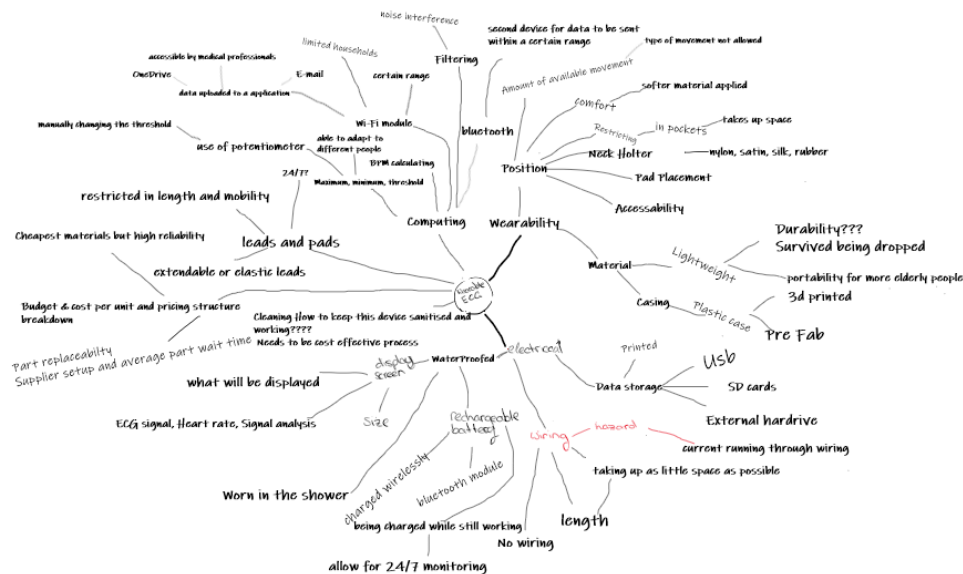 noise interference
second device for data to be sent
within a certain range
type of movement not allowed
limited households
Filtering
accessible by medical professionals
OneDrive
E-mail
certain range
Amount of available movement
softer material applied
data uploaded to a application
comfort
Wi-Fi module
bluetooth
Restricting
in pockets
takes up space
manually changing the threshold
able to adapt to
different people
use of potentiometer
Neck Holter
nylon, satin, silk, rubber
BPM calculating
Position
24/7?
Maximum, minimum, threshold
Pad Placement
restricted in length and mobility
Accessability
Computing
Wearability
Cheapest materials but high reliability
leads and pads
Durability???
Survived being dropped
extendable or elastic leads
Material
Lightweight
portability for more elderly people
ECG
Casing
Plastic case
3d printed
Budget & cost per unit and pricing structure
breakdown
Cleaning How to keep this device sanitised and
working????
Needs to be cost effective process
Pre Fab
Part replaceabilty
Supplier setup and average part wait time
electrical
Printed
display
screen
WaterProofed
Usb
what will be displayed
Data storage
SD cards
ECG signal, Heart rate, Signal analysis
Size
rechargeable
battery
External hardrive
wiring
hazard
current running through wiring
charged wirelessly
bluetooth module
taking up as little space as possible
Worn in the shower
being charged while still working
length
No wiring
allow for 24/7 monitoring